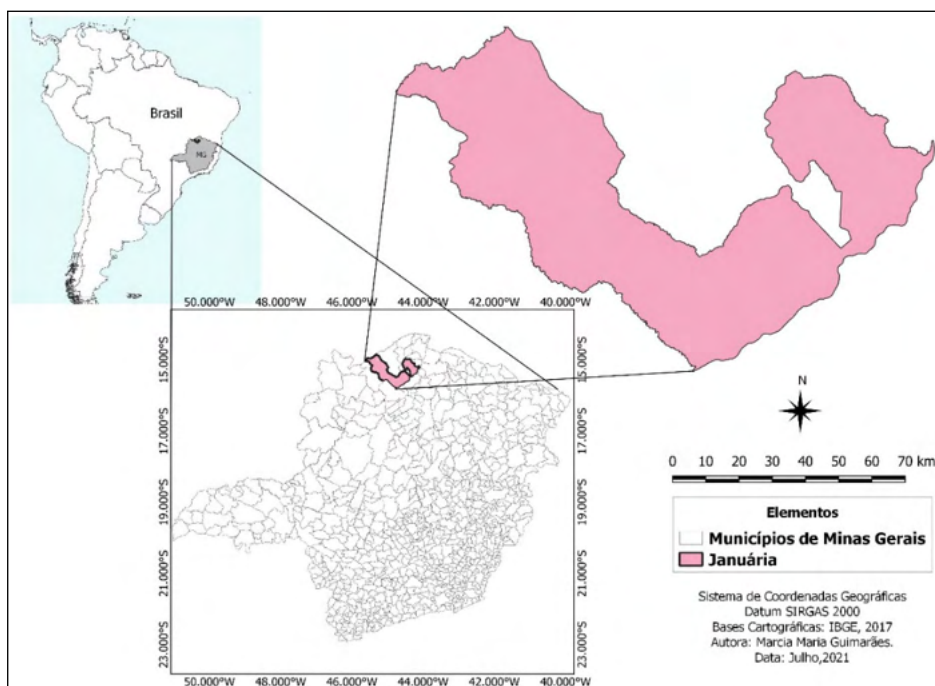 Brasil
MG
50.000°W 48.000°W 46.000°W 44.000°W 42.000°W 40.000°W
15.000°S
17.000°S
19.000°S
21.000°S
23.000°S
15.000°S
17.000°S
19.000°S
21.000°S
23.000°S
50.000°W 48.000°W 46.000°W 44.000°W 42.000°W 40.000°W
N
0 10 20 30 40 50 60 70 km
Elementos
Municípios de Minas Gerais
Januária
Sistema de Coordenadas Geográficas
Datum SIRGAS 2000
Bases Cartográficas: IBGE, 2017
Autora: Marcia Maria Guimarães.
Data: Julho,2021